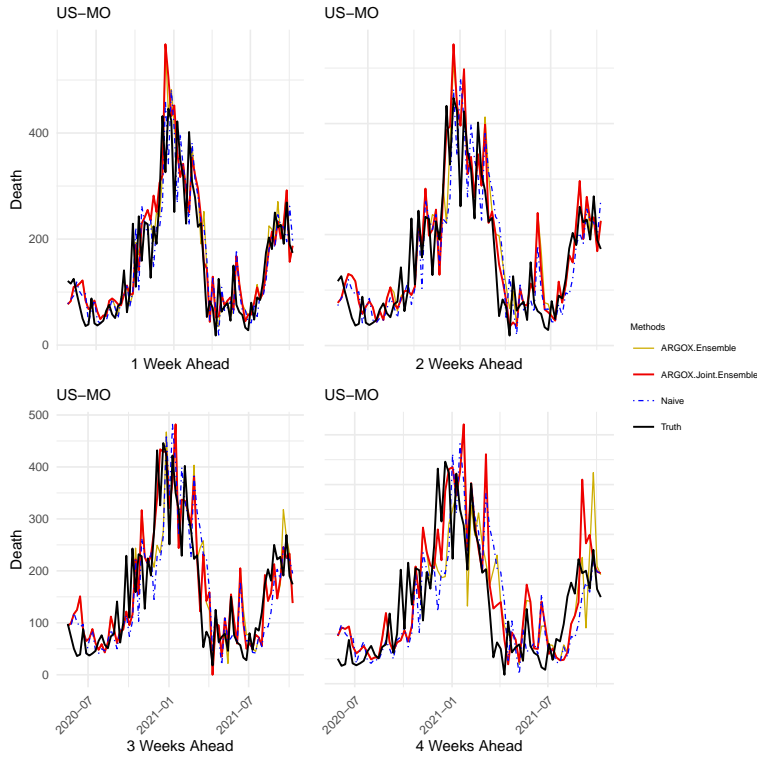 US−MO
US−MO
Death
400
200
0
1 Week Ahead
2 Weeks Ahead
Methods
ARGOX.Ensemble
ARGOX.Joint.Ensemble
Naive
Truth
US−MO
US−MO
Death
500
400
300
200
100
0
2020−07
2021−01
2021−07
2020−07
2021−01
2021−07
3 Weeks Ahead
4 Weeks Ahead